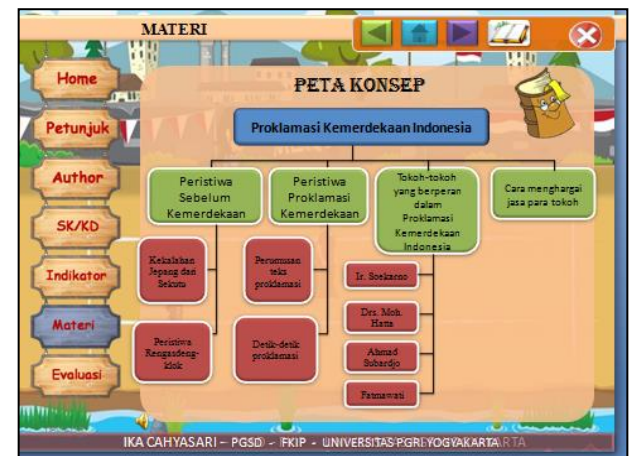 MATERI
Home
Petunjuk
Author
SK/KD
Indikator
Materi
Evaluasi
PETA KONSEP
Proklamasi Kemerdekaan Indonesia
Peristiwa
Sebelum
Kemerdekaan
Peristiwa
Proklamasi
Kemerdekaan
Tokoh-tokoh
yang berperan
dalam
Proklamasi
Kemerdekaan
Indonesia
Cara menghargai
jasa para tokoh
Kekalahan
Jepang dari
Sekutu
Peristiwa
Rengasdeng-
klok
Perumusan
teks
proklamasi
Detik-detik
proklamasi
Ir. Soekarno
Drs. Moh.
Hatta
Ahmad
Subardjo
Fatmawati
IKA CAHYASARI – PGSD - FKIP - UNIVERSITAS PGRI YOGYAKARTA